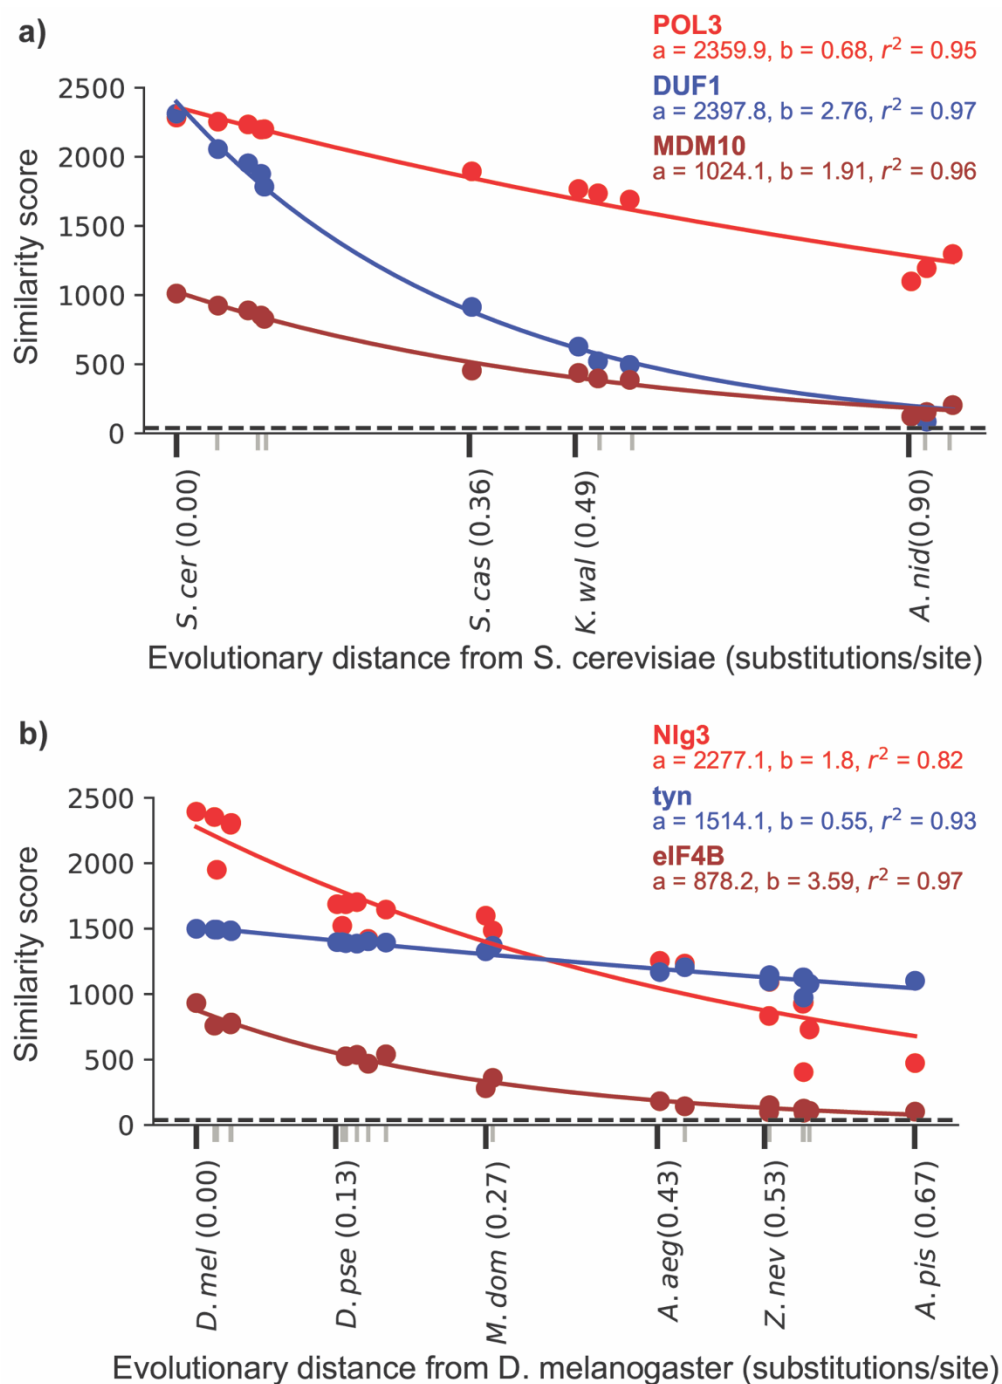 a)
POL3
a = 2359.9, b = 0.68, r² = 0.95
DUF1
a = 2397.8, b = 2.76, r² = 0.97
MDM10
a = 1024.1, b = 1.91, r² = 0.96
Similarity score
2500
2000
1500
1000
500
0
S. cer (0.00)
S. cas (0.36)
K. wal (0.49)
A. nid(0.90)
Evolutionary distance from S. cerevisiae (substitutions/site)
b)
Nlg3
a = 2277.1, b = 1.8, r² = 0.82
tyn
a = 1514.1, b = 0.55, r² = 0.93
eIF4B
a = 878.2, b = 3.59, r² = 0.97
Similarity score
2500
2000
1500
1000
500
0
D. mel (0.00)
D. pse (0.13)
M. dom (0.27)
A. aeg(0.43)
Z. nev (0.53)
A. pis (0.67)
Evolutionary distance from D. melanogaster (substitutions/site)